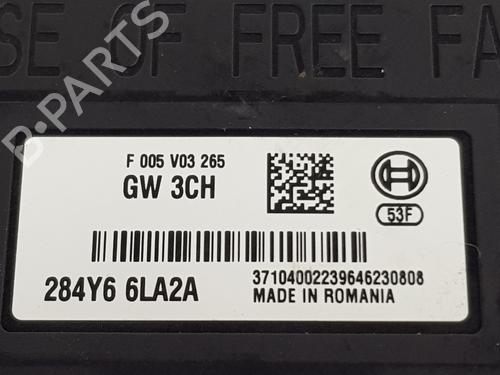 SE OF FREE FA
B-PARTS
F 005 V03 265
GW 3CH
53F
284Y6 6LA2A
37104002239646230808
MADE IN ROMANIA